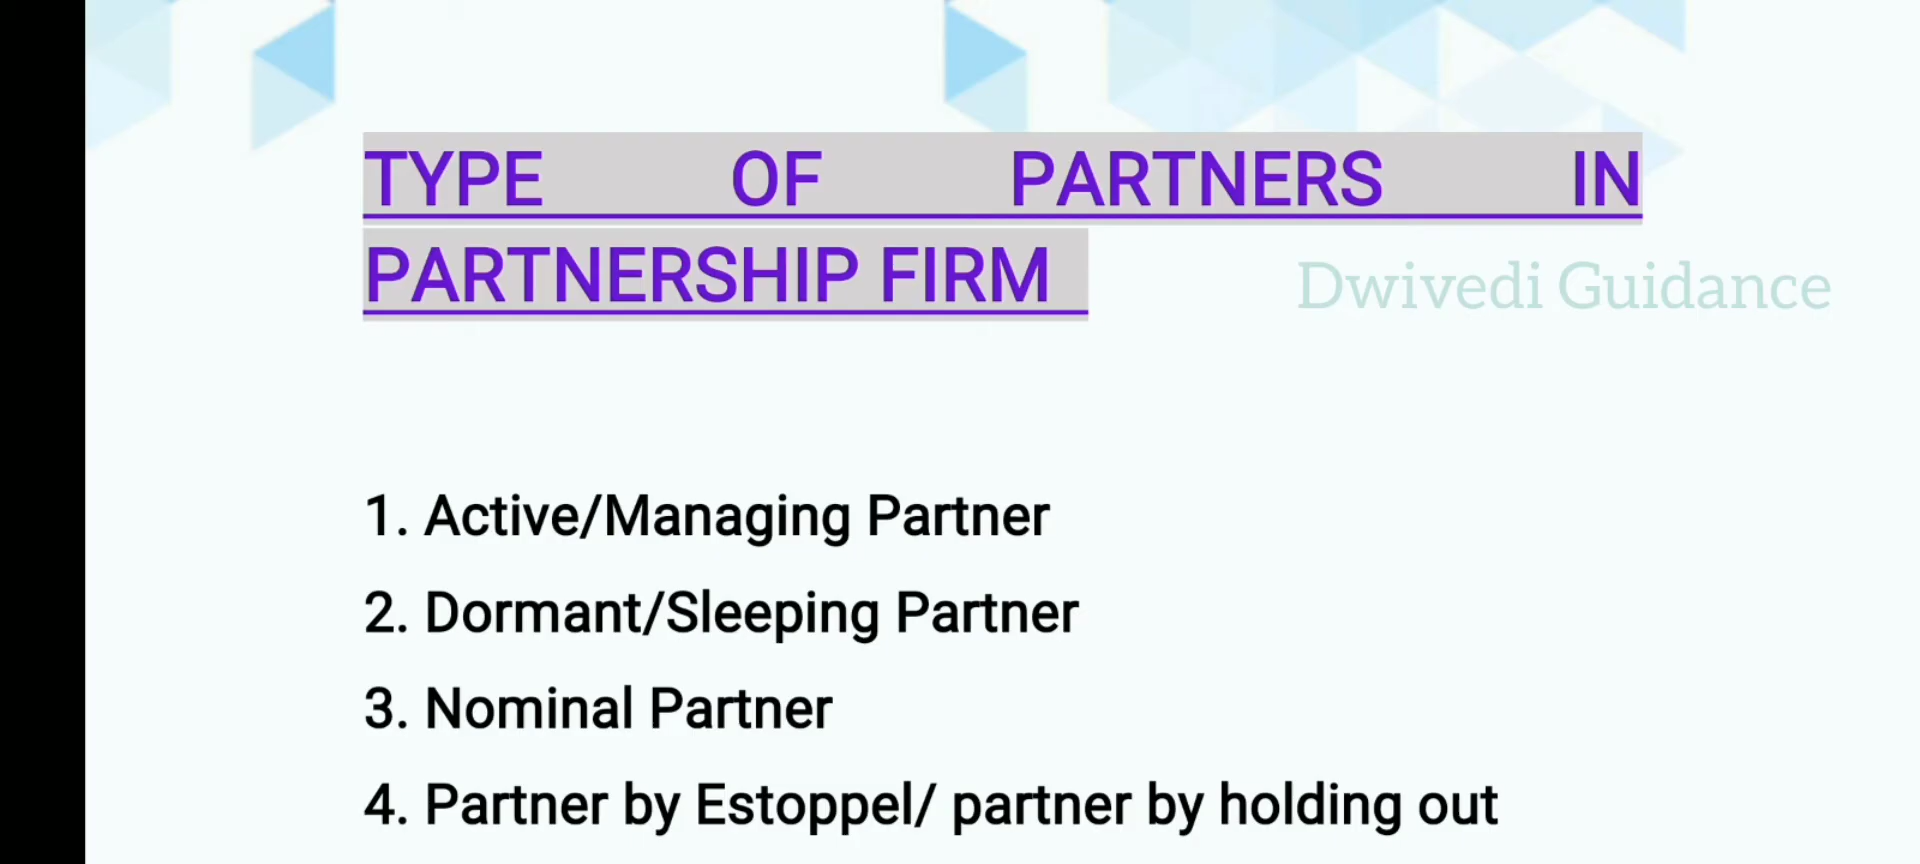 TYPE OF PARTNERS IN
PARTNERSHIP FIRM
Dwivedi Guidance
1. Active/Managing Partner
2. Dormant/Sleeping Partner
3. Nominal Partner
4. Partner by Estoppel/ partner by holding out